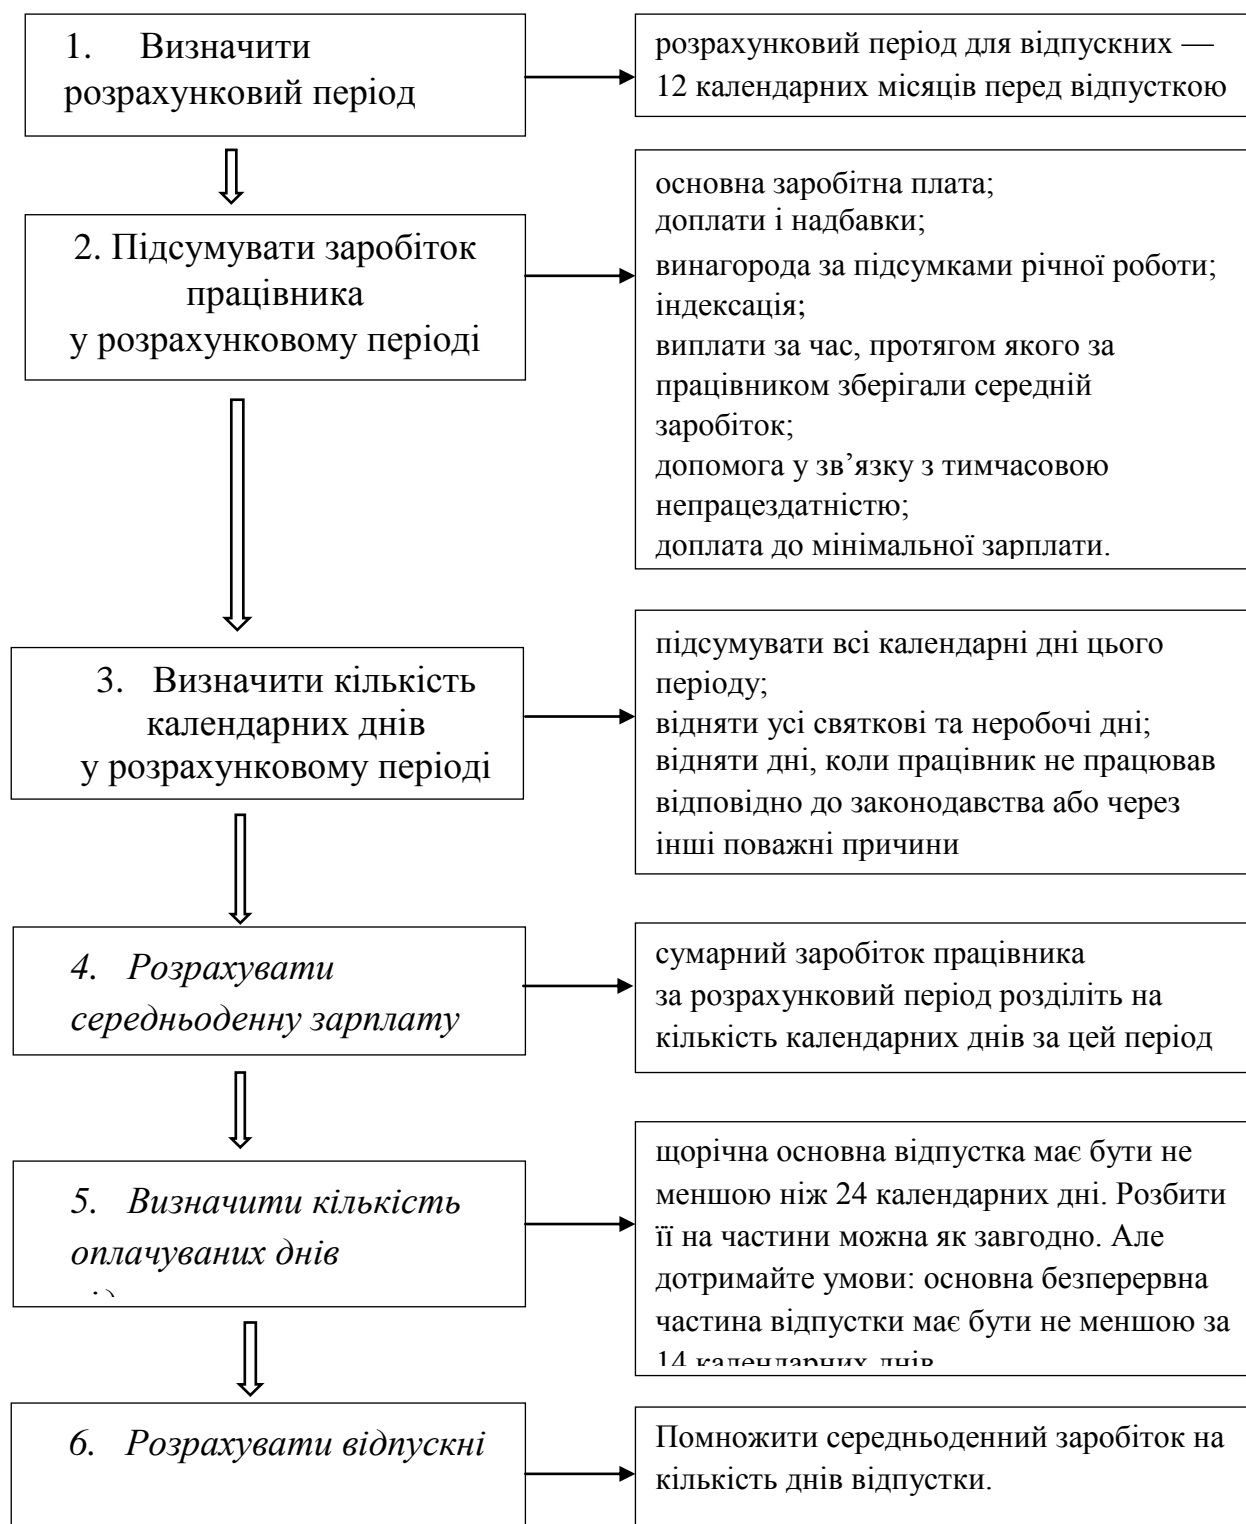 1. Визначити
розрахунковий період
розрахунковий період для відпускних —
12 календарних місяців перед відпусткою
2. Підсумувати заробіток
працівника
у розрахунковому періоді
основна заробітна плата;
доплати і надбавки;
винагорода за підсумками річної роботи;
індексація;
виплати за час, протягом якого за
працівником зберігали середній
заробіток;
допомога у зв’язку з тимчасовою
непрацездатністю;
доплата до мінімальної зарплати.
3. Визначити кількість
календарних днів
у розрахунковому періоді
підсумувати всі календарні дні цього
періоду;
відняти усі святкові та неробочі дні;
відняти дні, коли працівник не працював
відповідно до законодавства або через
інші поважні причини
4. Розрахувати
середньоденну зарплату
сумарний заробіток працівника
за розрахунковий період розділіть на
кількість календарних днів за цей період
5. Визначити кількість
оплачуваних днів
щорічна основна відпустка має бути не
меншою ніж 24 календарних дні. Розбити
її на частини можна як завгодно. Але
дотримайте умови: основна безперервна
частина відпустки має бути не меншою за
14 календарних днів
6. Розрахувати відпускні
Помножити середньоденний заробіток на
кількість днів відпустки.